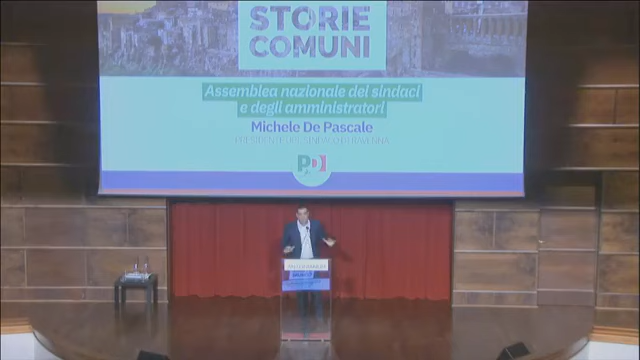 STORIE
COMUNI
Assemblea nazionale dei sindaci
e degli amministratori
Michele De Pascale
PD